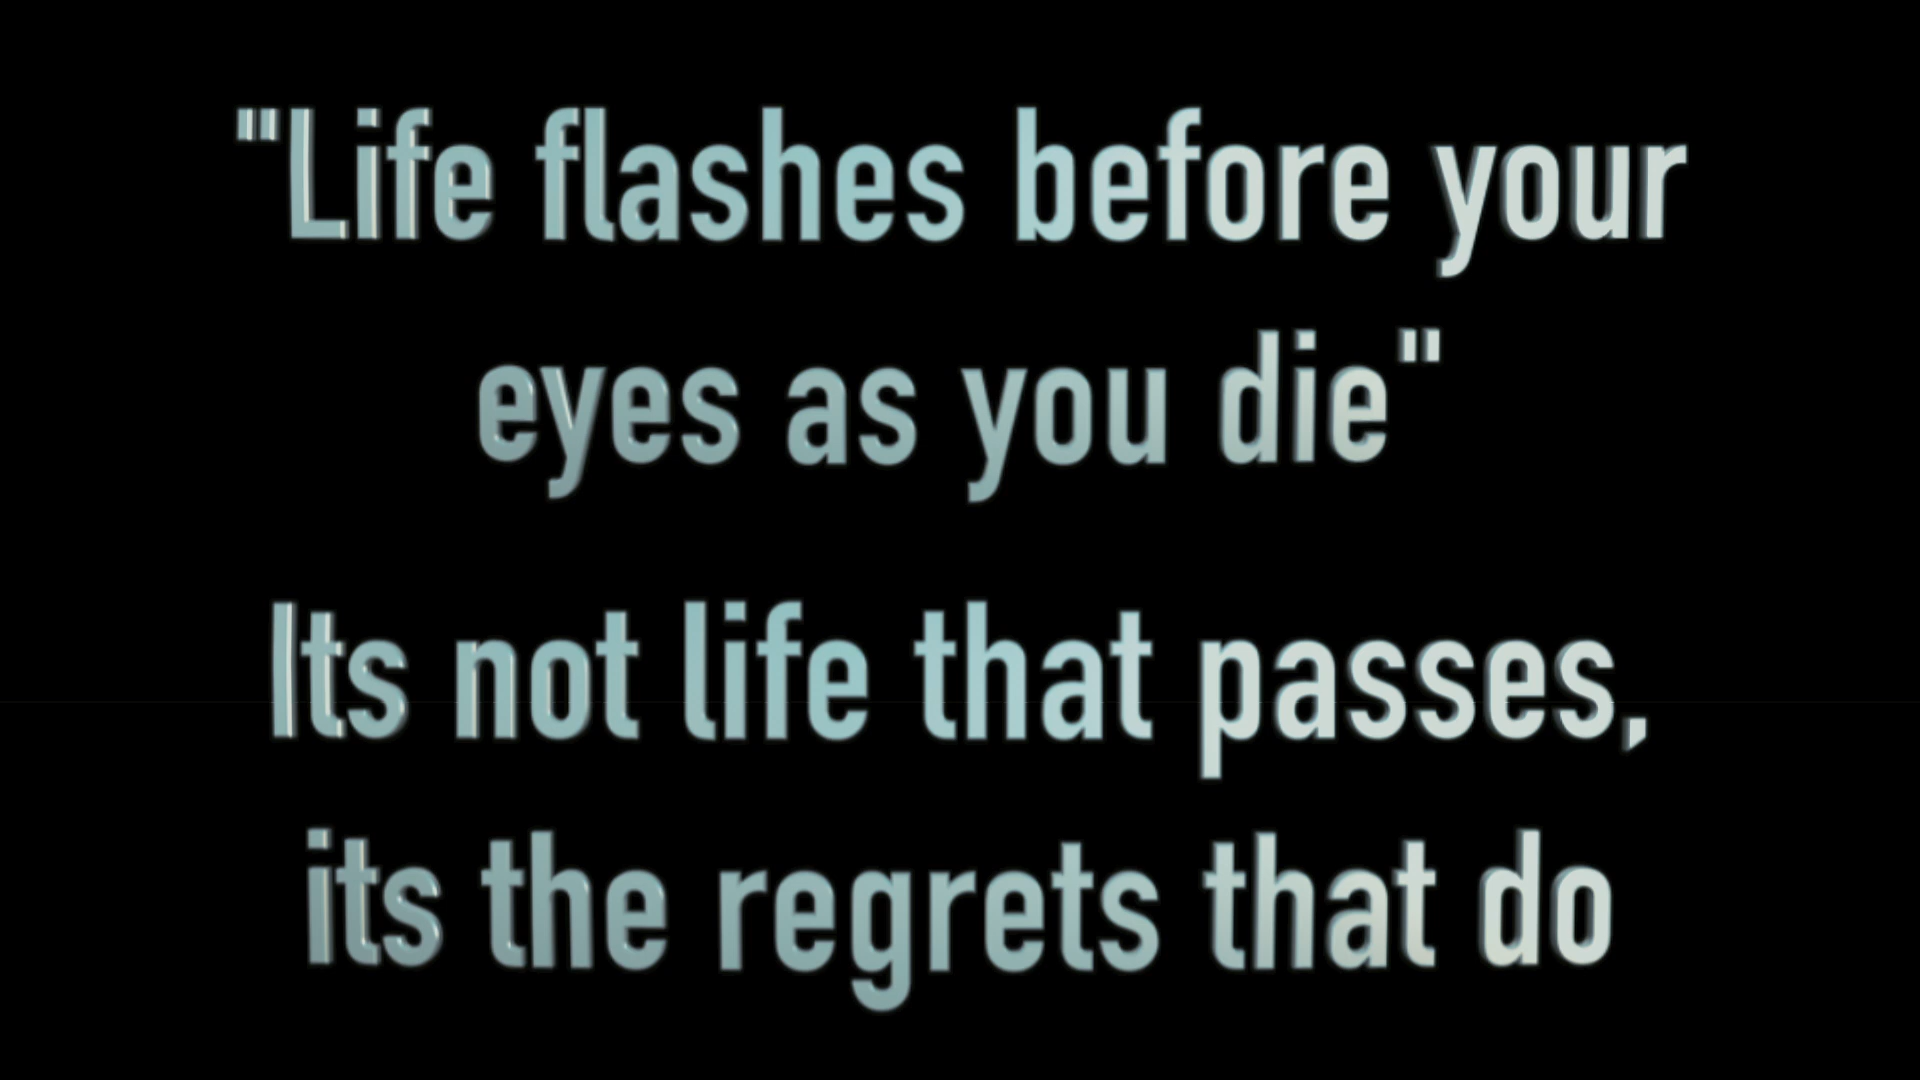 "Life flashes before your
eyes as you die"
Its not life that passes,
its the regrets that do